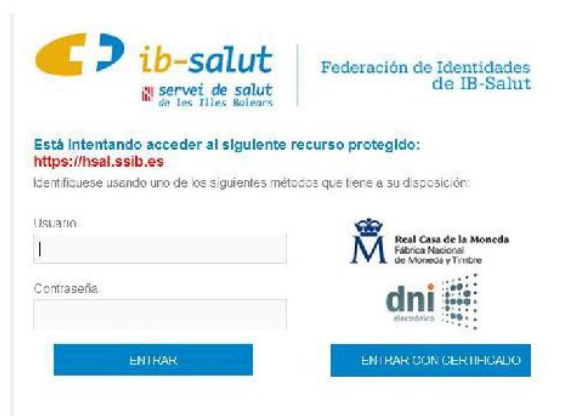 ib-salut
servei de salut
de les Illes Balears
Federación de Identidades
de IB-Salut
Está intentando acceder al siguiente recurso protegido:
https://hsal.ssib.es
Identifíquese usando uno de los siguientes métodos que tiene a su disposición:
Usuario
Contraseña
ENTRAR
Real Casa de la Moneda
Fábrica Nacional
de Moneda y Timbre
dni
electrónico
ENTRAR CON CERTIFICADO